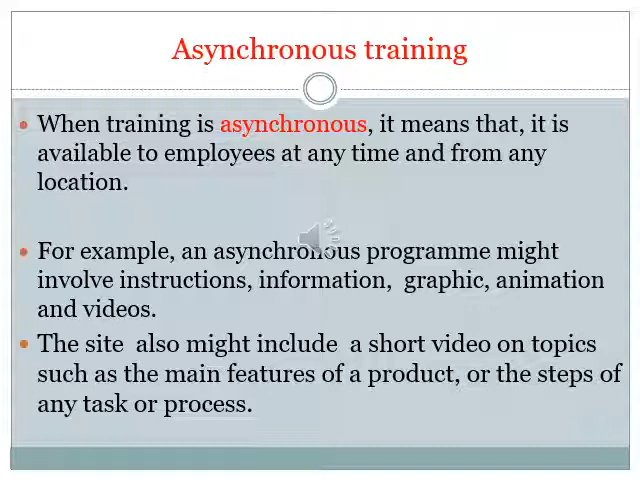 Asynchronous training
When training is asynchronous, it means that, it is
available to employees at any time and from any
location.
For example, an asynchronous programme might
involve instructions, information,  graphic, animation
and videos.
The site  also might include  a short video on topics
such as the main features of a product, or the steps of
any task or process.